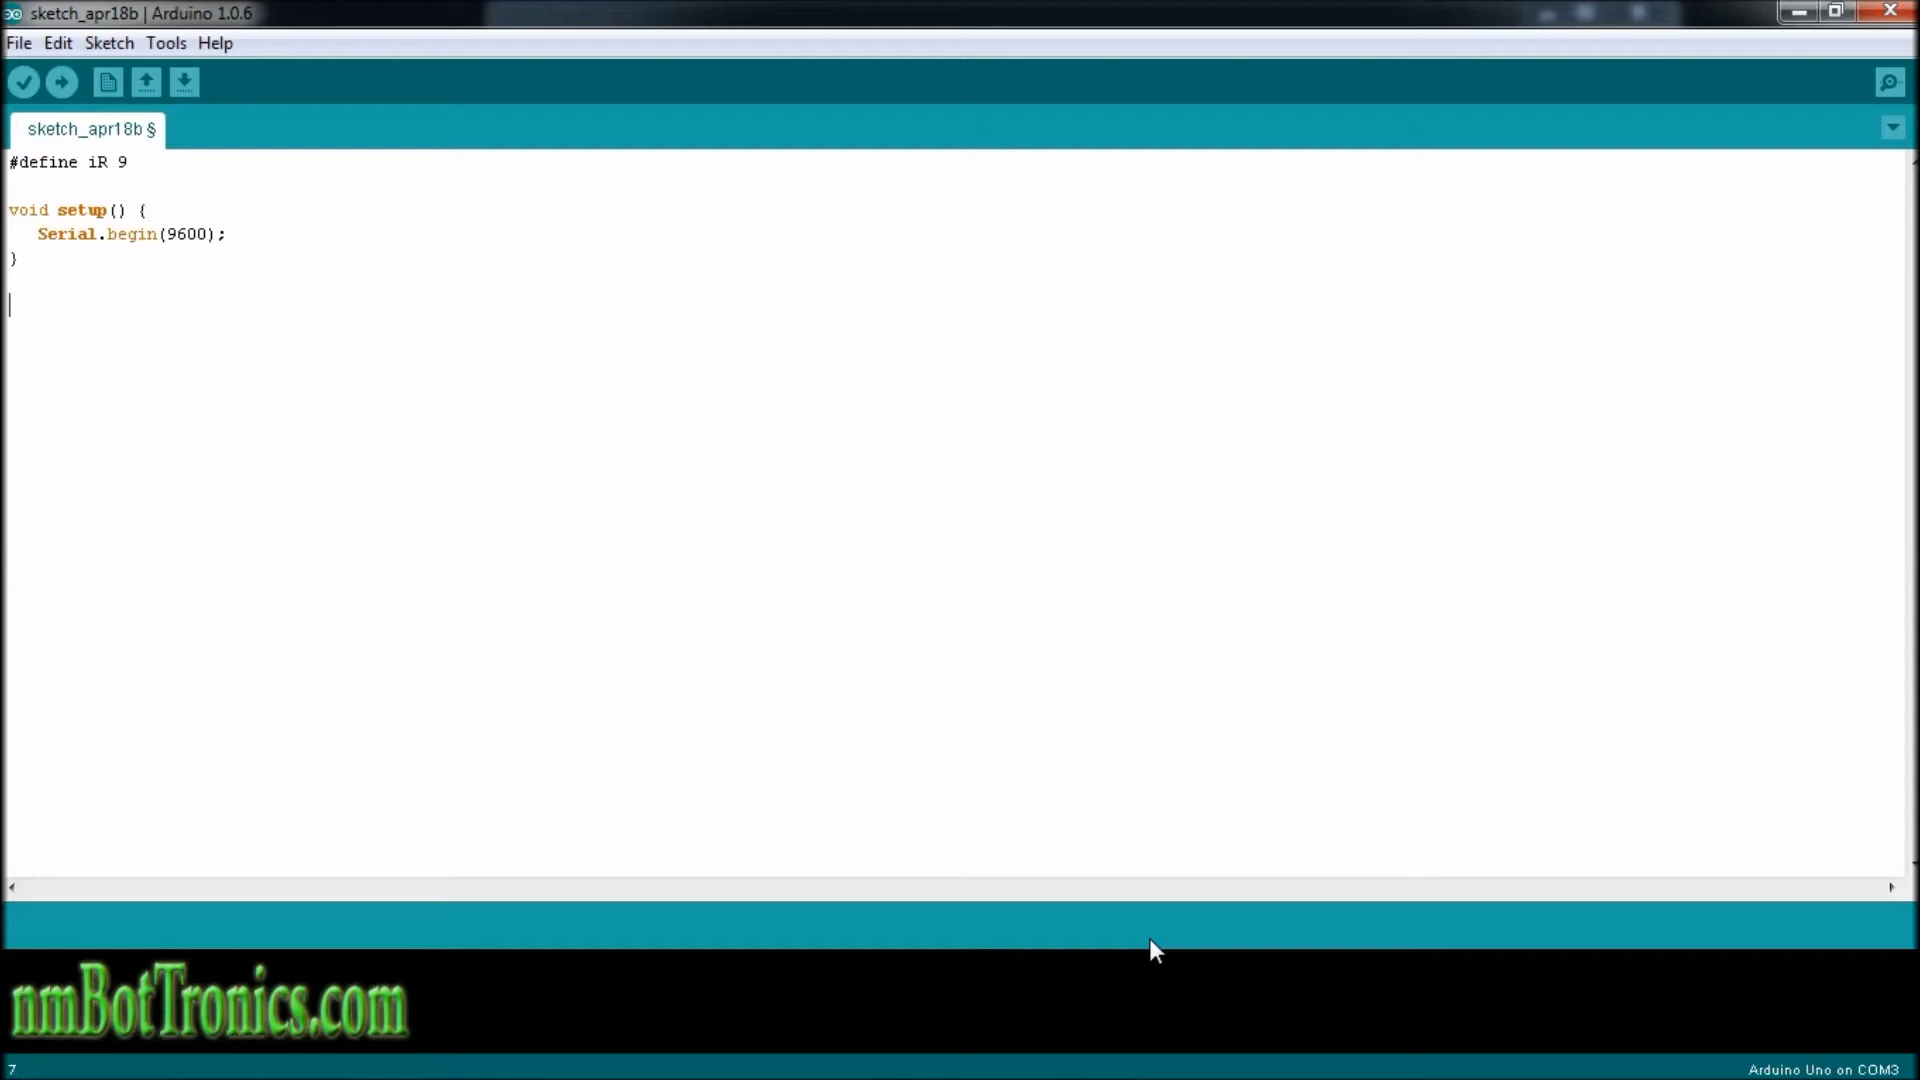 sketch_apr18b | Arduino 1.0.6
File Edit Sketch Tools Help
sketch_apr18b §
#define iR 9
void setup() {
Serial.begin(9600);
}
nmBotTronics.com
7
Arduino Uno on COM3